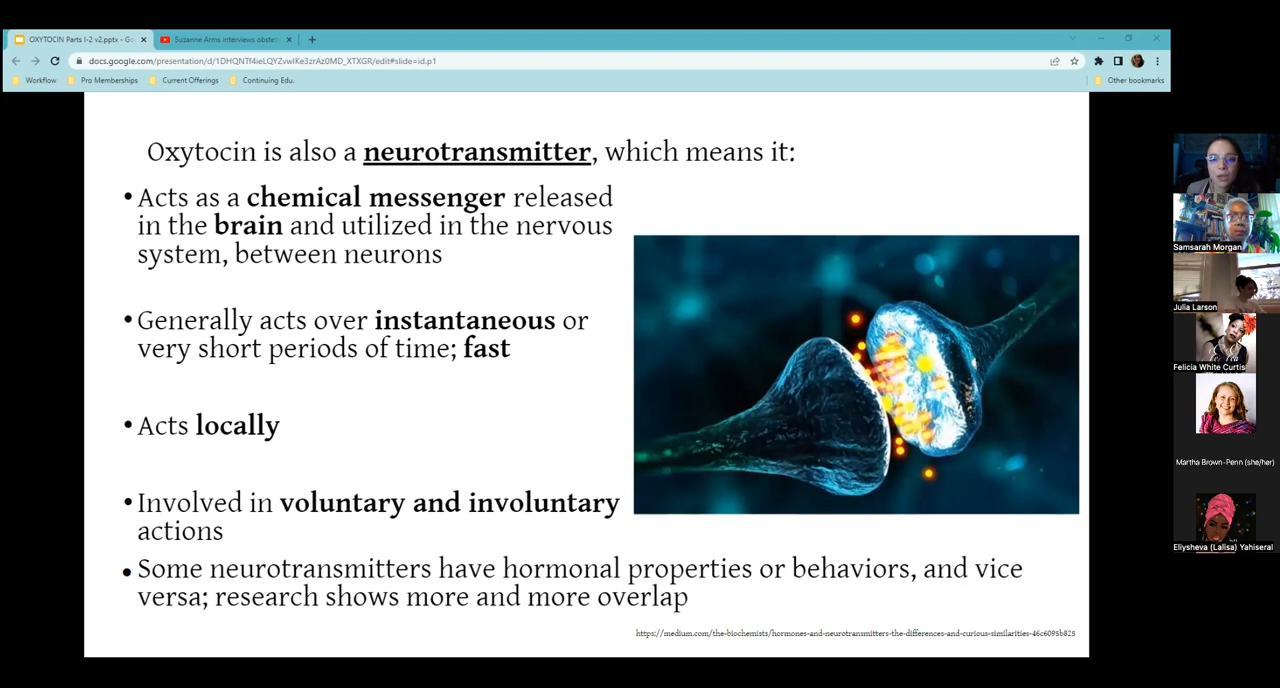 OXYTOCIN Parts I-2 v2.pptx - Go
Suzanne Arms interviews obstet
docs.google.com/presentation/d/1DHQNTf4ieLQYZvwIKe3zrAz0MD_XTXGR/edit#slide=id.p1
Workflow
Pro Memberships
Current Offerings
Continuing Edu.
Other bookmarks
Oxytocin is also a neurotransmitter, which means it:
•Acts as a chemical messenger released
in the brain and utilized in the nervous
system, between neurons
•Generally acts over instantaneous or
very short periods of time; fast
•Acts locally
•Involved in voluntary and involuntary
actions
•Some neurotransmitters have hormonal properties or behaviors, and vice
versa; research shows more and more overlap
https://medium.com/the-biochemists/hormones-and-neurotransmitters-the-differences-and-curious-similarities-46c6095b825
Samsarah Morgan
Julia Larson
Felicia White Curtis
Martha Brown-Penn (she/her)
Eliysheva (Lalisa) Yahiseral